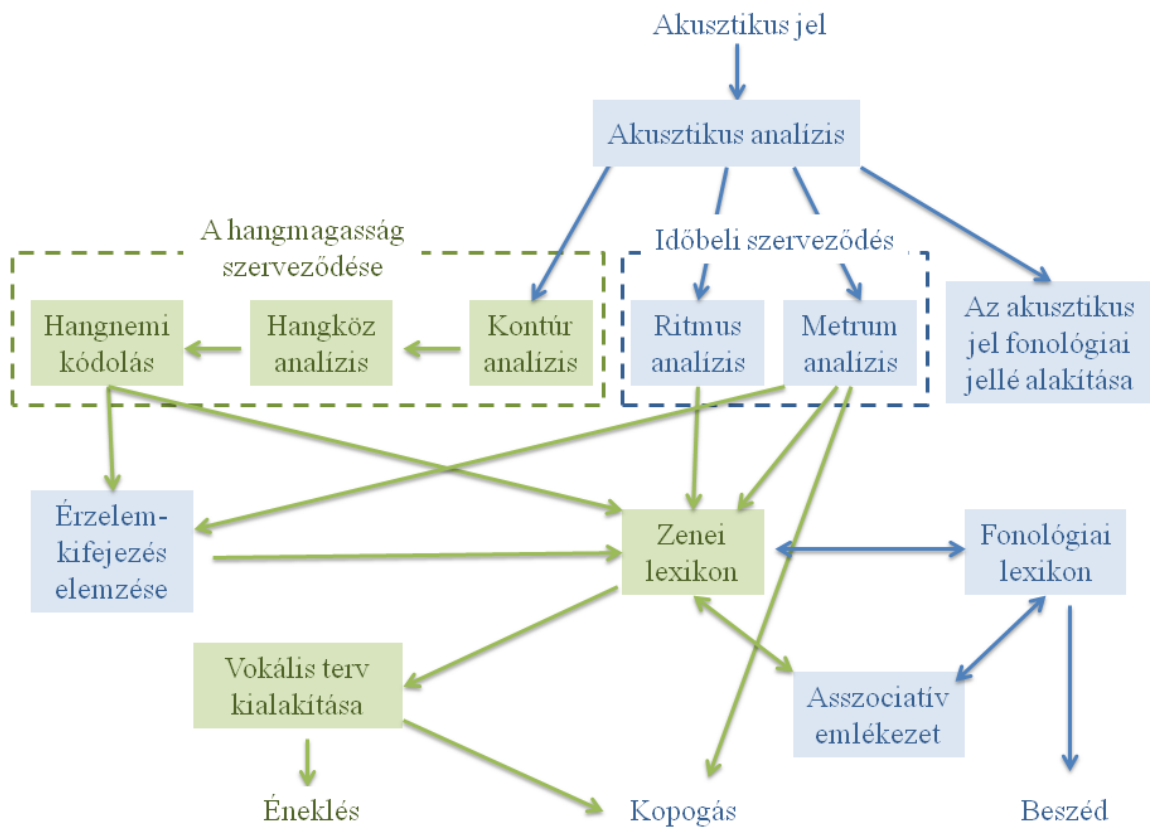 Akusztikus jel
Akusztikus analízis
A hangmagasság
szerveződése
Időbeli szerveződés
Hangnemi
kódolás
Hangköz
analízis
Kontúr
analízis
Ritmus
analízis
Metrum
analízis
Az akusztikus
jel fonológiai
jellé alakítása
Érzelem-
kifejezés
elemzése
Zenei
lexikon
Fonológiai
lexikon
Vokális terv
kialakítása
Asszociatív
emlékezet
Éneklés
Kopogás
Beszéd